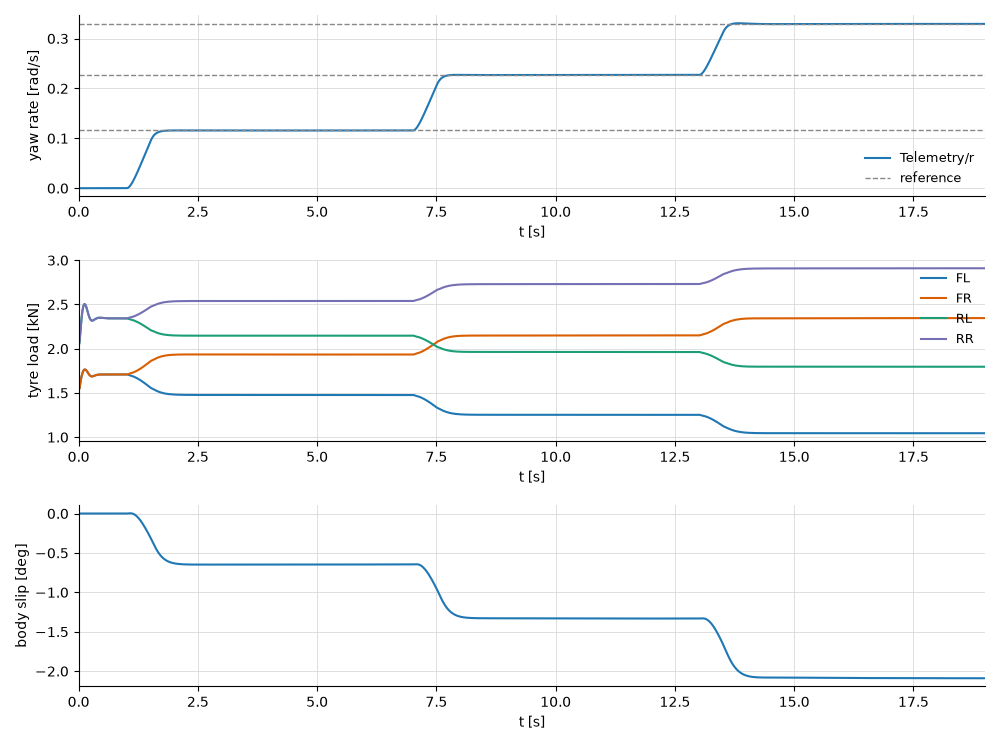 yaw rate [rad/s]
0.3
0.2
0.1
0.0
Telemetry/r
reference
0.0 2.5 5.0 7.5 10.0 12.5 15.0 17.5
t [s]
tyre load [kN]
3.0
2.5
2.0
1.5
1.0
FL
FR
RL
RR
0.0 2.5 5.0 7.5 10.0 12.5 15.0 17.5
t [s]
body slip [deg]
0.0
−0.5
−1.0
−1.5
−2.0
0.0 2.5 5.0 7.5 10.0 12.5 15.0 17.5
t [s]